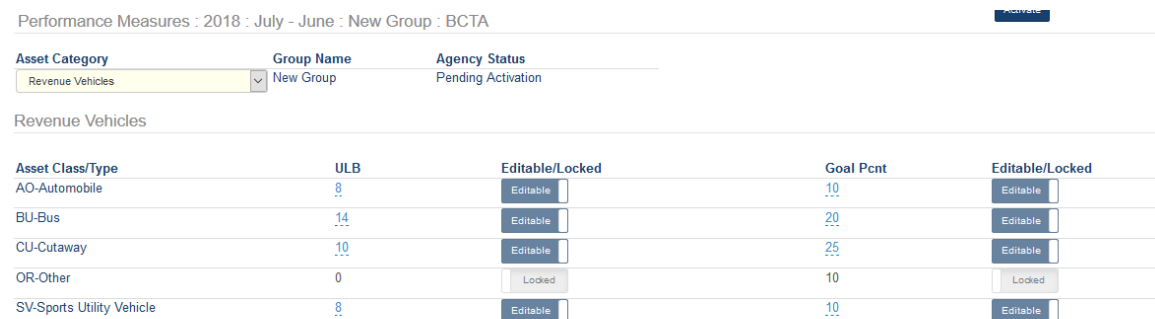 Performance Measures : 2018 : July - June : New Group : BCTA
Activate
Asset Category Group Name Agency Status
Revenue Vehicles New Group Pending Activation
Revenue Vehicles
Asset Class/Type ULB Editable/Locked Goal Pcnt Editable/Locked
AO-Automobile 8 Editable 10 Editable
BU-Bus 14 Editable 20 Editable
CU-Cutaway 10 Editable 25 Editable
OR-Other 0 Locked 10 Locked
SV-Sports Utility Vehicle 8 Editable 10 Editable